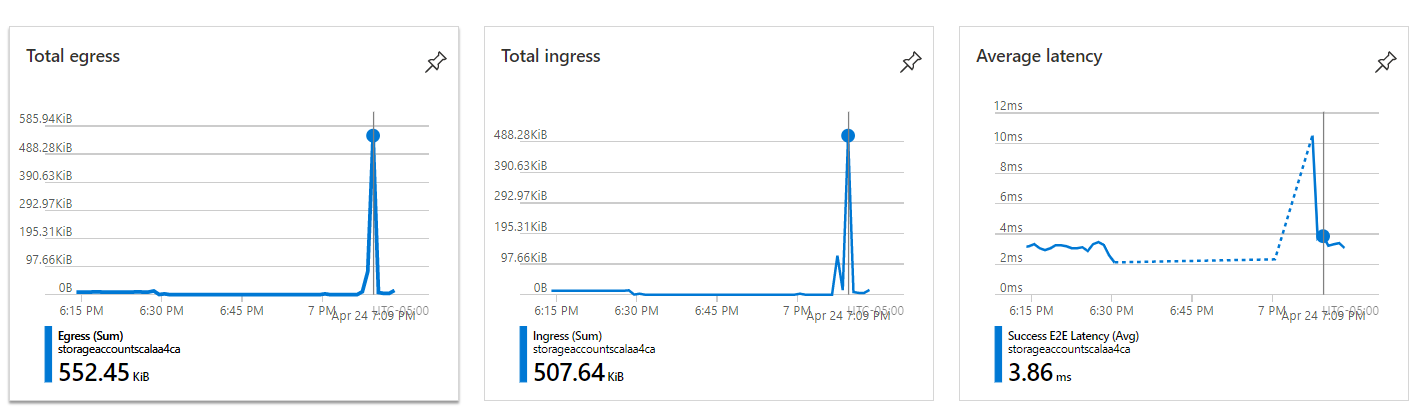 Total egress
585.94KiB
488.28KiB
390.63KiB
292.97KiB
195.31KiB
97.66KiB
0B
6:15 PM 6:30 PM 6:45 PM 7 PM UTC-05:00
Apr 24 7:09 PM
Egress (Sum)
storageaccountscalaa4ca
552.45 KiB
Total ingress
488.28KiB
390.63KiB
292.97KiB
195.31KiB
97.66KiB
0B
6:15 PM 6:30 PM 6:45 PM 7 PM UTC-05:00
Apr 24 7:09 PM
Ingress (Sum)
storageaccountscalaa4ca
507.64 KiB
Average latency
12ms
10ms
8ms
6ms
4ms
2ms
0ms
6:15 PM 6:30 PM 6:45 PM 7 PM UTC-05:00
Apr 24 7:09 PM
Success E2E Latency (Avg)
storageaccountscalaa4ca
3.86 ms